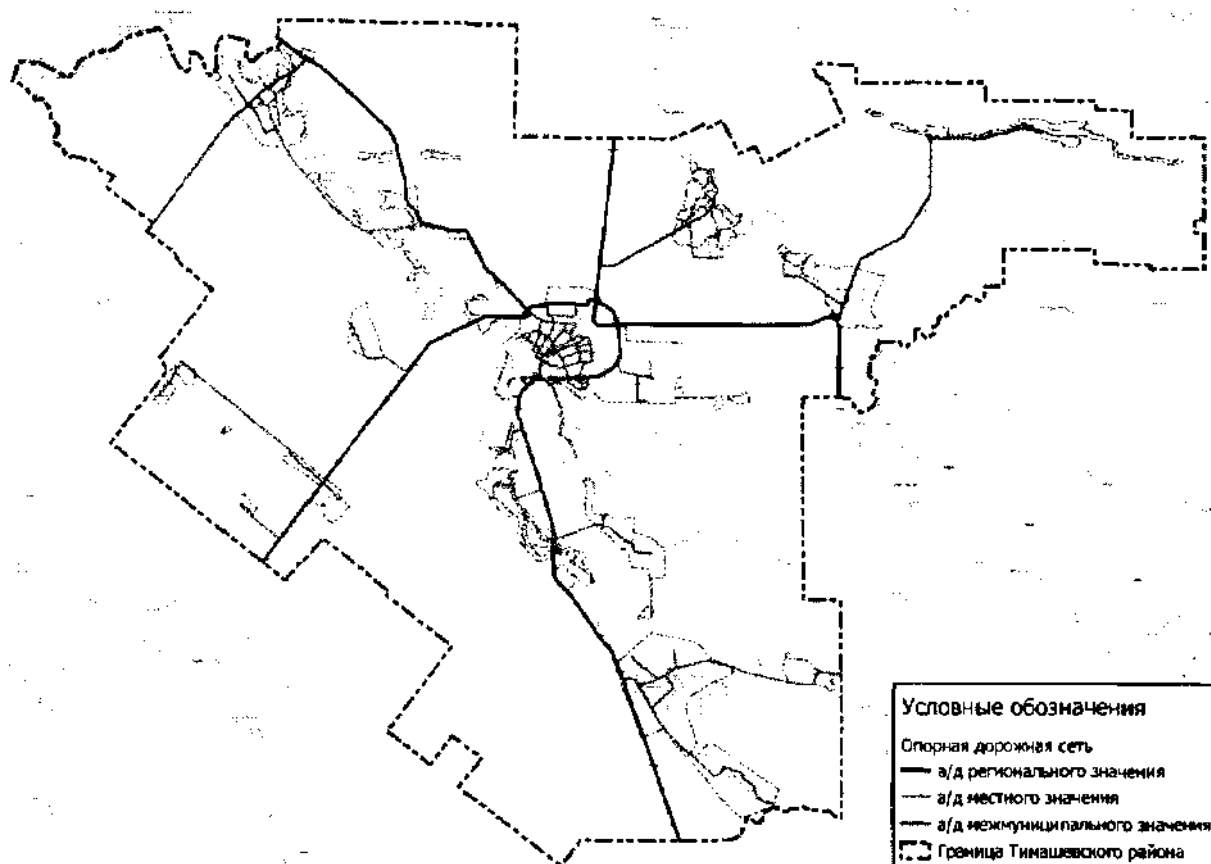 Условные обозначения
Опорная дорожная сеть
а/д регионального значения
а/д местного значения
а/д межмуниципального значения
Граница Тимашевского района